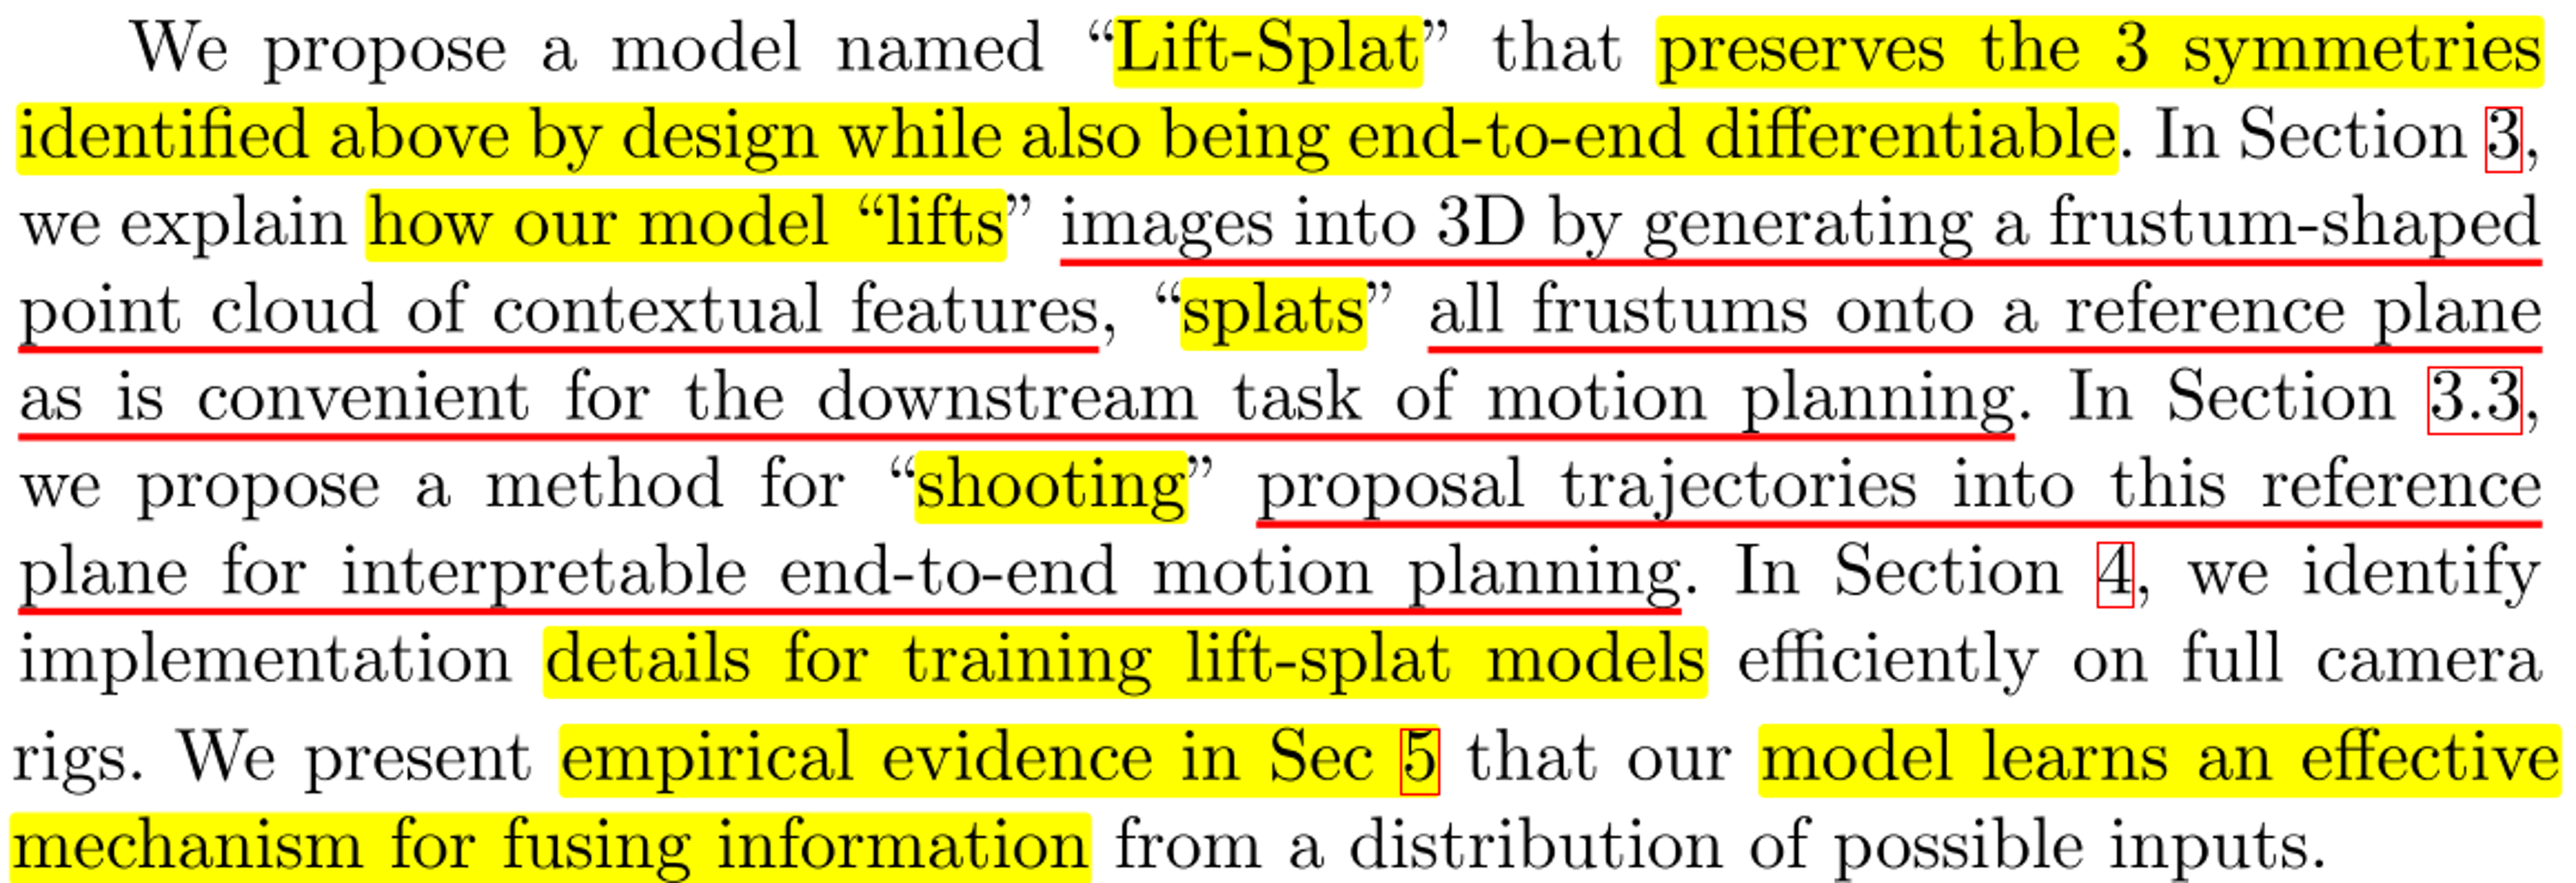 We propose a model named “Lift-Splat” that preserves the 3 symmetries
identified above by design while also being end-to-end differentiable. In Section 3,
we explain how our model “lifts” images into 3D by generating a frustum-shaped
point cloud of contextual features, “splats” all frustums onto a reference plane
as is convenient for the downstream task of motion planning. In Section 3.3,
we propose a method for “shooting” proposal trajectories into this reference
plane for interpretable end-to-end motion planning. In Section 4, we identify
implementation details for training lift-splat models efficiently on full camera
rigs. We present empirical evidence in Sec 5 that our model learns an effective
mechanism for fusing information from a distribution of possible inputs.